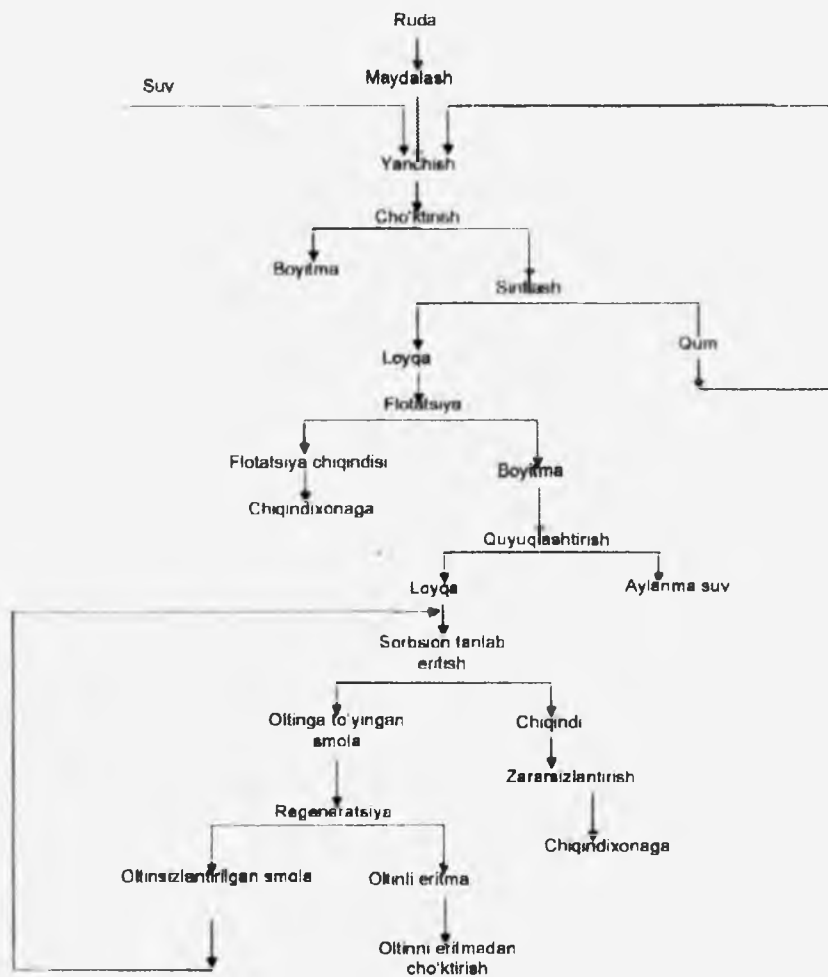 Ruda
Maydalash
Suv
Yanchish
Cho'ktirish
Boyitma
Sinflash
Loyqa
Qum
Flotatsiya
Flotatsiya chiqindisi
Boyitma
Chiqindixonaga
Quyuqlashtirish
Loyqa
Aylanma suv
Sorbsion tanlab
eritish
Oltinga to'yingan
smola
Chiqindi
Zararsizlantirish
Regeneratsiya
Chiqindixonaga
Oltinsizlantirilgan smola
Oltinli eritma
Oltinni eritmadan
cho'ktirish